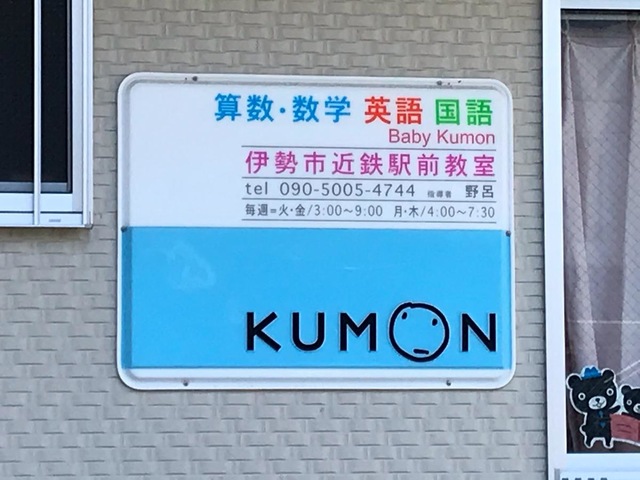 算数・数学 英語 国語
Baby Kumon
伊勢市近鉄駅前教室
tel 090-5005-4744 指導者 野呂
毎週=火・金/3:00～9:00 月・木/4:00～7:30
KUMON